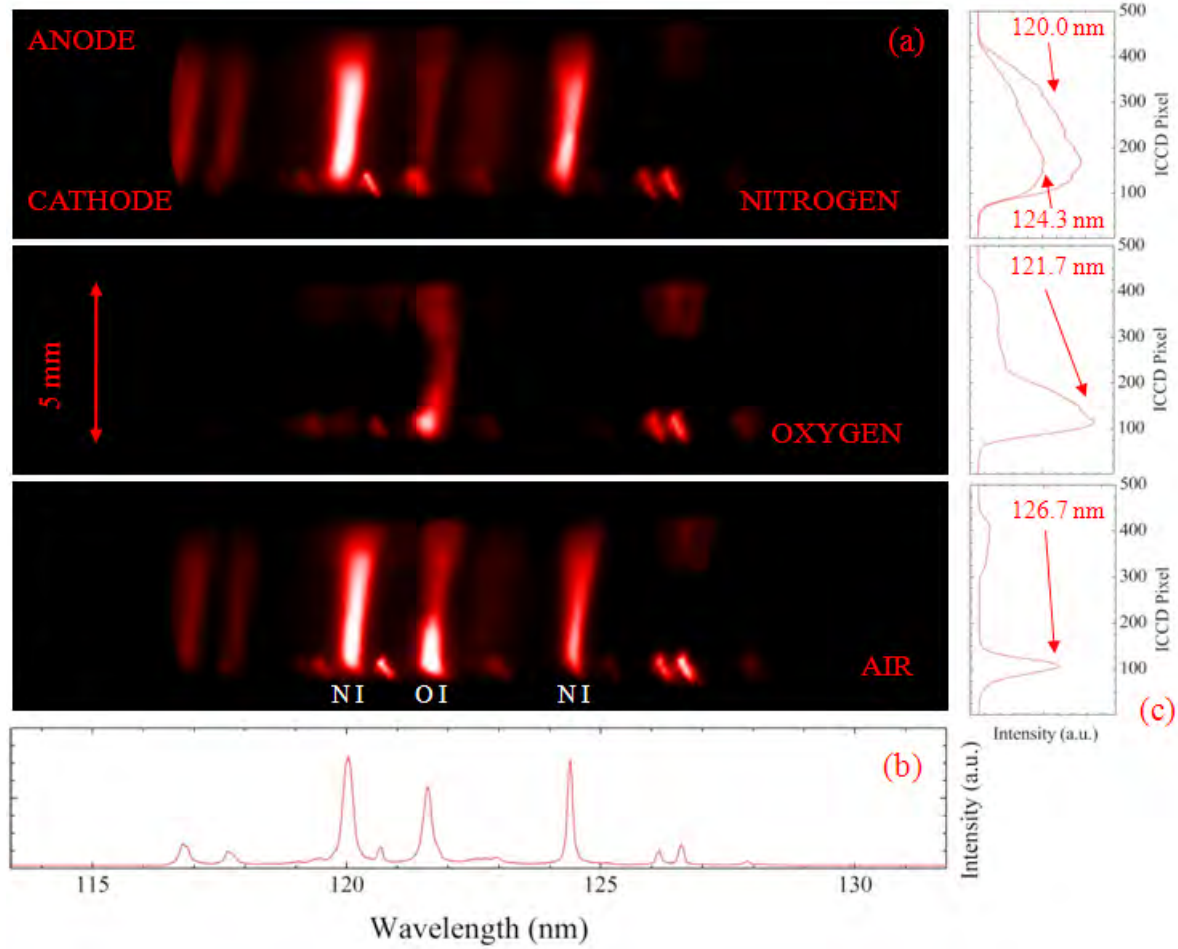 ANODE
(a)
CATHODE
NITROGEN
120.0 nm
124.3 nm
500
400
300
200
100
ICCD Pixel
5 mm
OXYGEN
121.7 nm
500
400
300
200
100
ICCD Pixel
AIR
N I
O I
N I
126.7 nm
500
400
300
200
100
ICCD Pixel
Intensity (a.u.)
(c)
(b)
Intensity (a.u.)
115
120
125
130
Wavelength (nm)